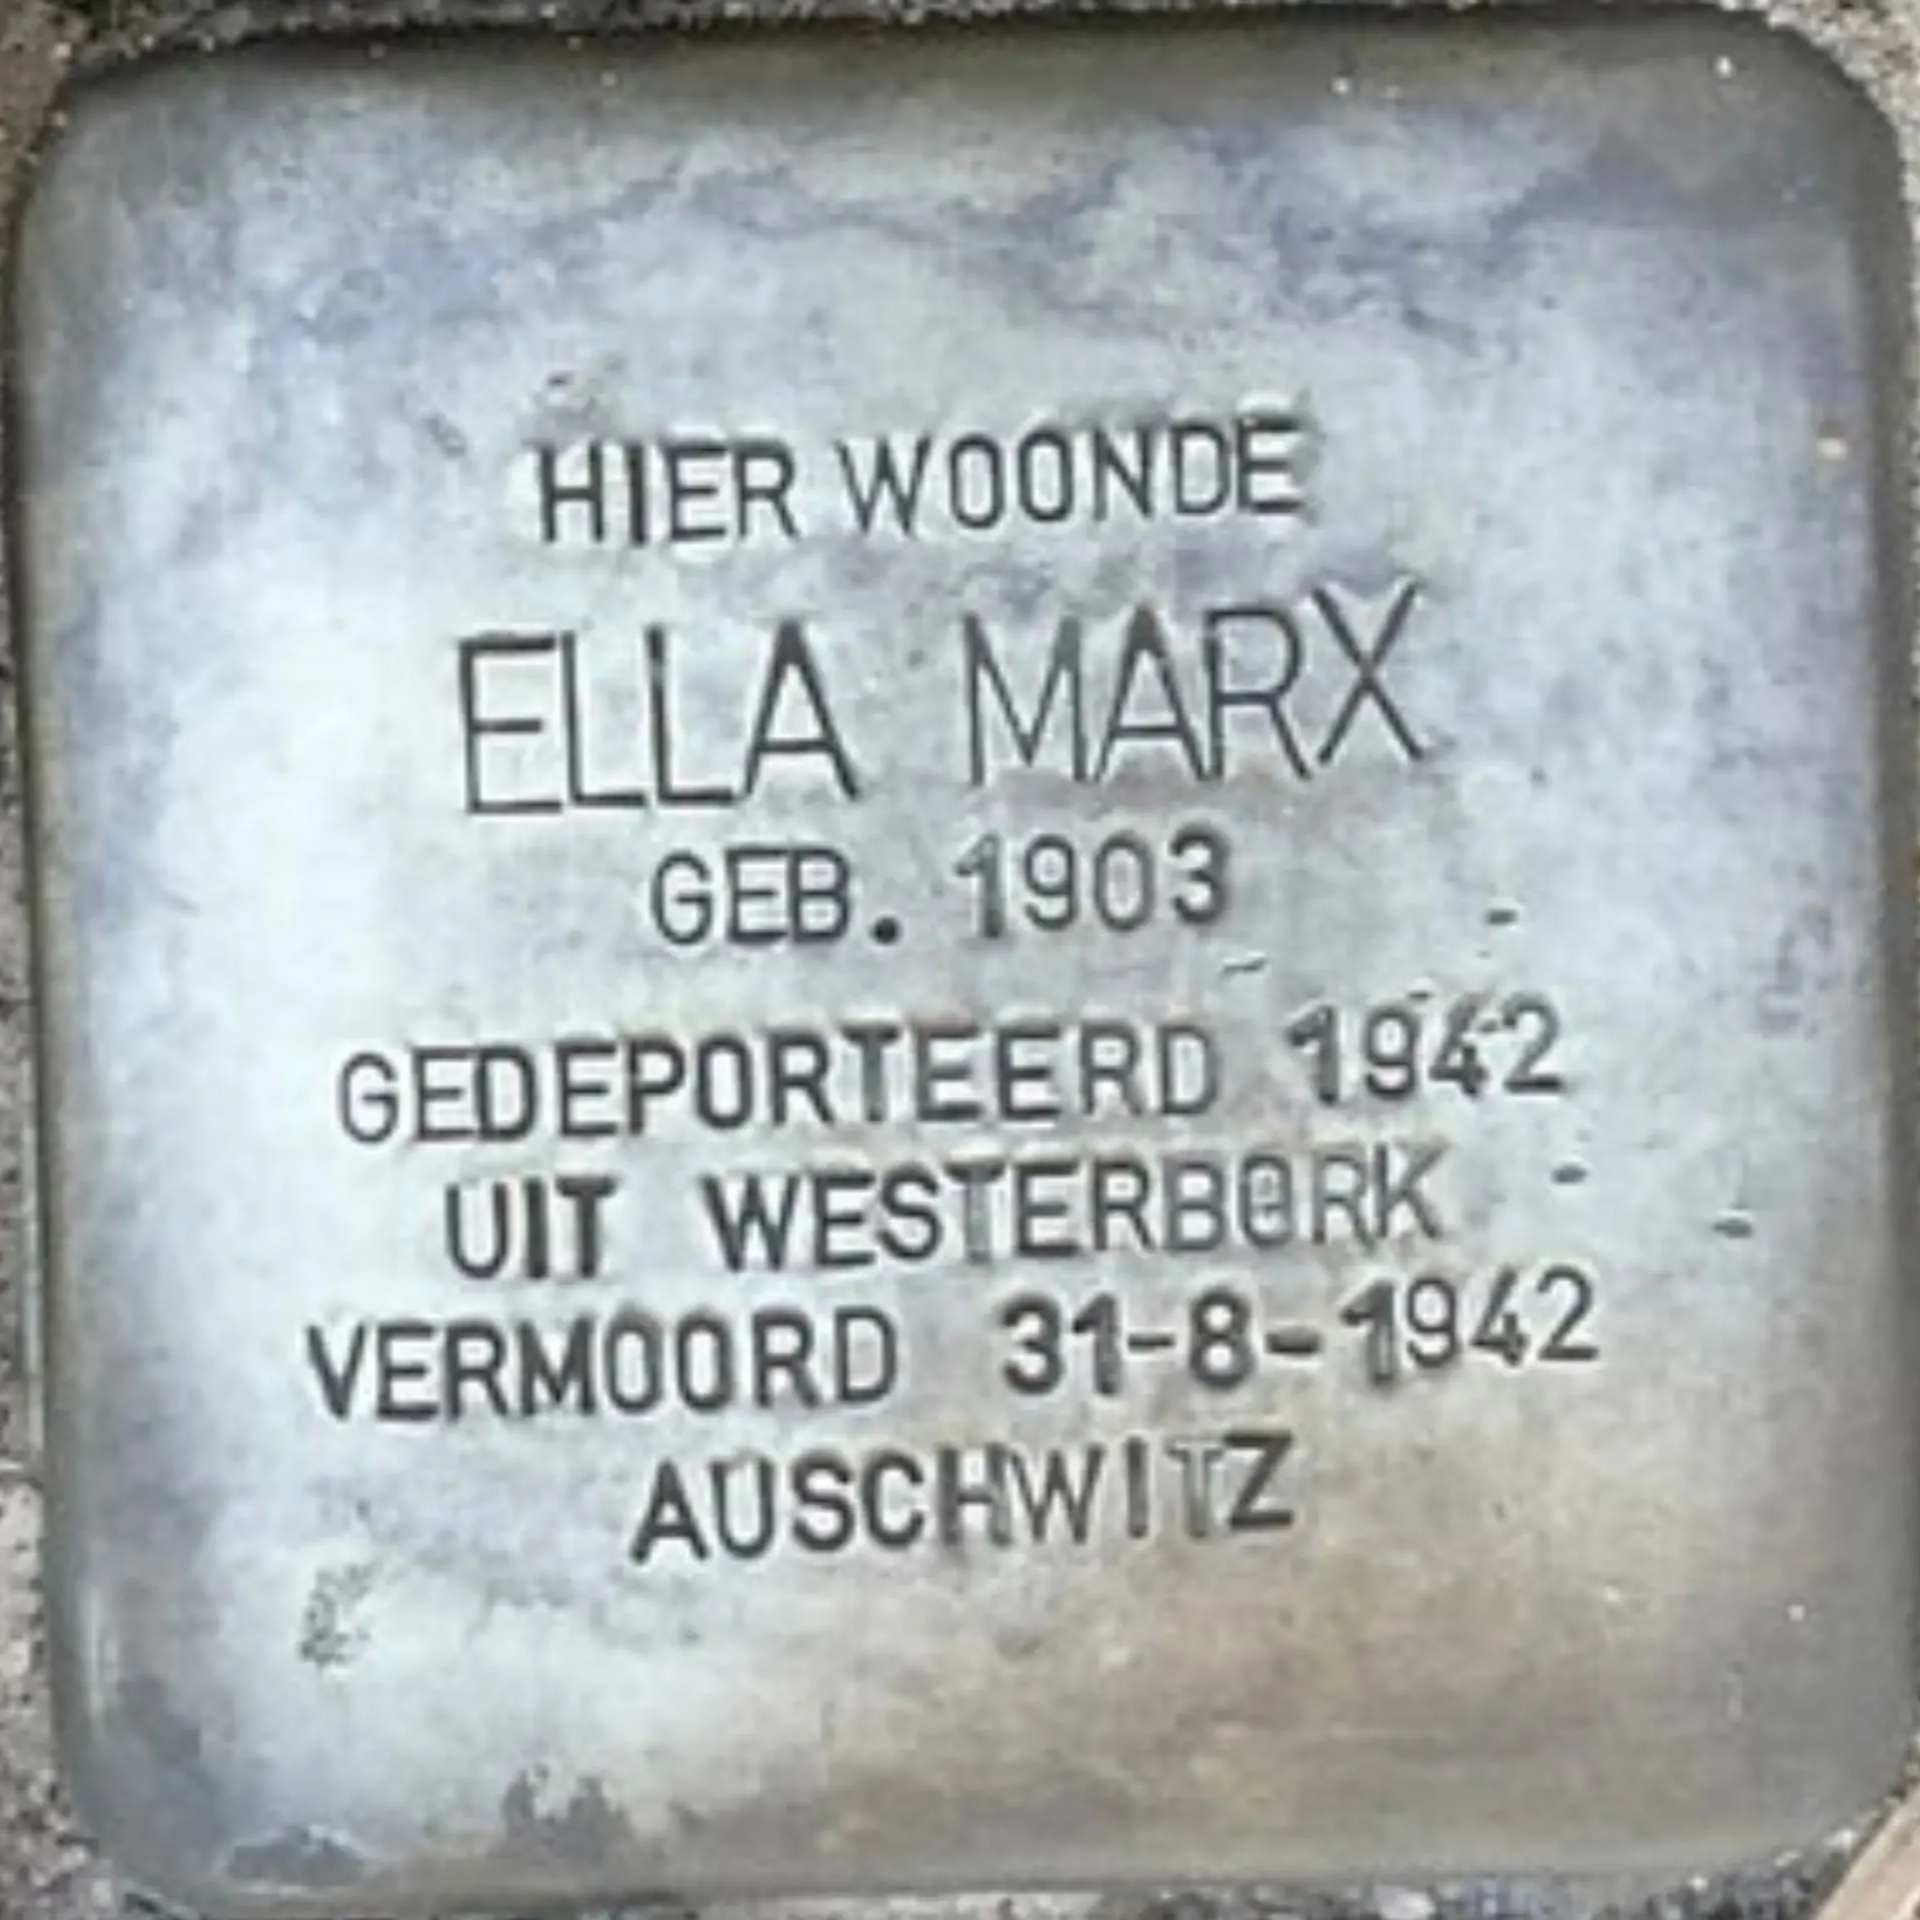 HIER WOONDE
ELLA MARX
GEB. 1903
GEDEPORTEERD 1942
UIT WESTERBORK
VERMOORD 31-8-1942
AUSCHWITZ